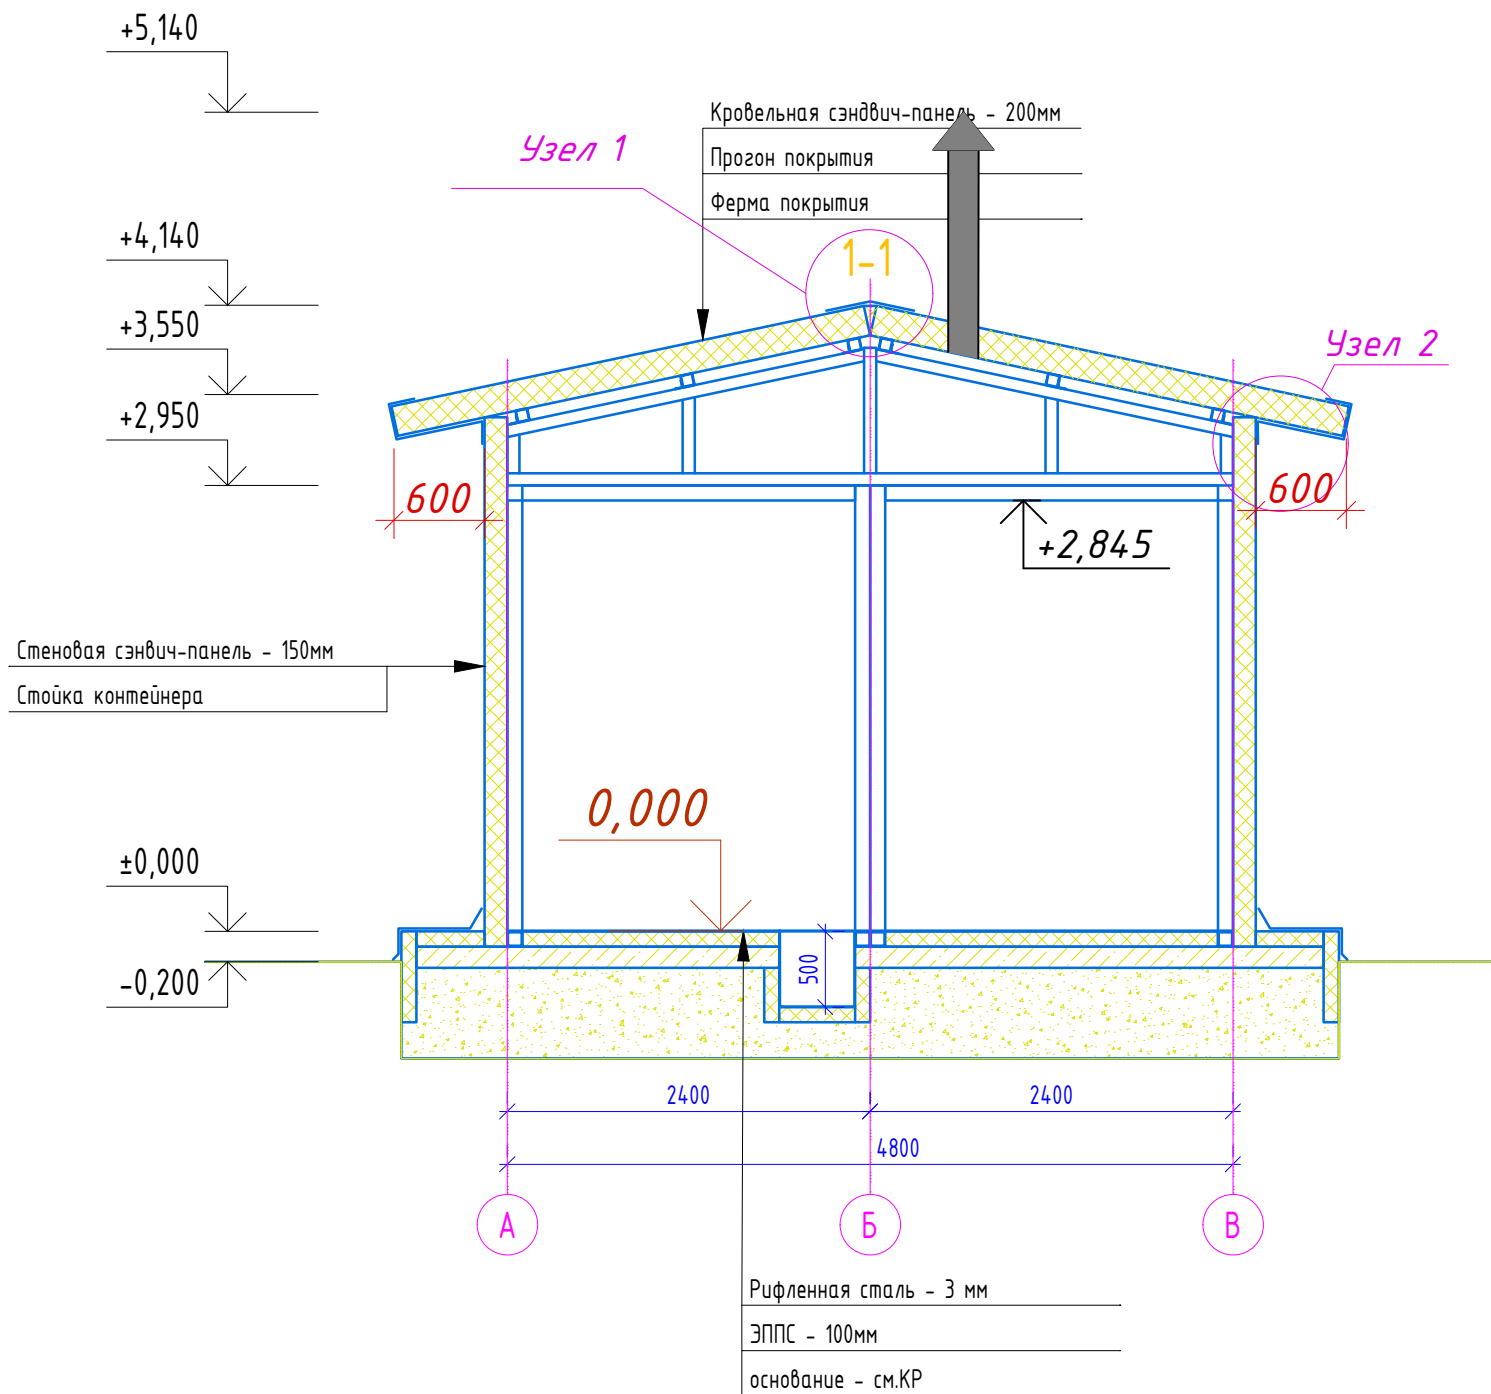 +5,140
Кровельная сэндвич-панель - 200мм
Узел 1
Прогон покрытия
Ферма покрытия
+4,140
1-1
+3,550
Узел 2
+2,950
600
600
+2,845
Стеновая сэнвич-панель - 150мм
Стойка контейнера
0,000
±0,000
500
-0,200
2400
2400
4800
А
Б
В
Рифленная сталь - 3 мм
ЭППС - 100мм
основание - см.КР